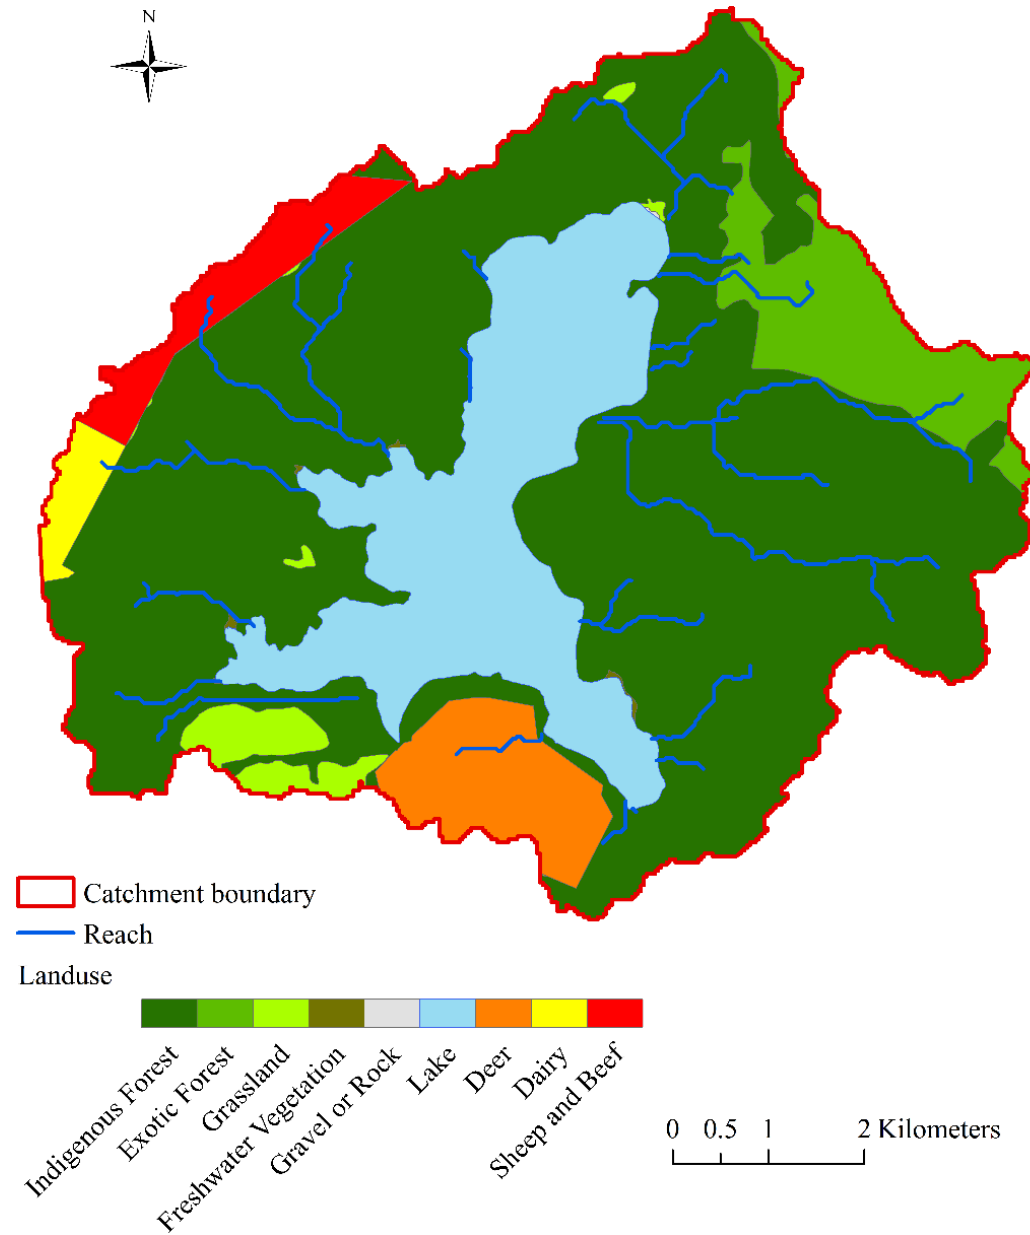 N
Catchment boundary
Reach
Landuse
Indigenous Forest
Exotic Forest
Grassland
Freshwater Vegetation
Gravel or Rock
Lake
Deer
Dairy
Sheep and Beef
0 0.5 1 2 Kilometers